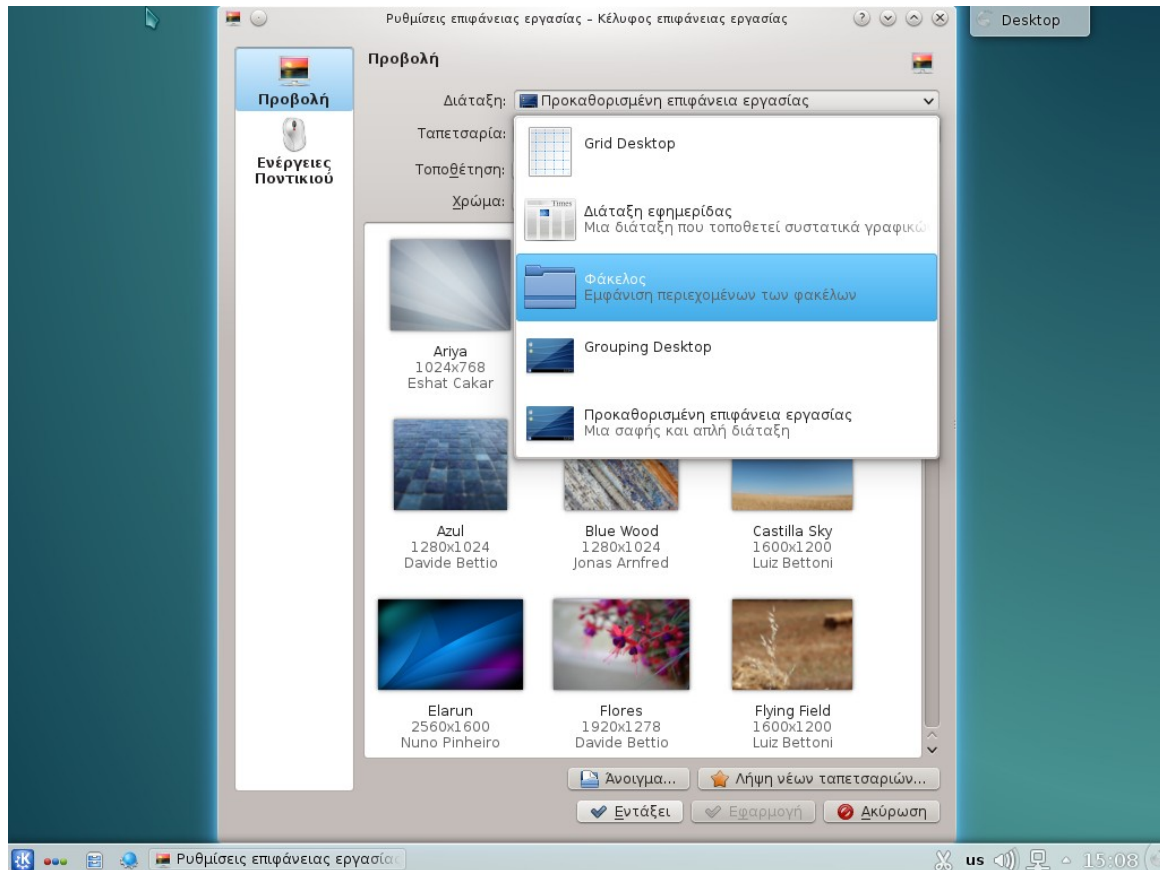 Ρυθμίσεις επιφάνειας εργασίας – Κέλυφος επιφάνειας εργασίας
Desktop
Προβολή
Ενέργειες
Ποντικιού
Προβολή
Διάταξη: Προκαθορισμένη επιφάνεια εργασίας
Ταπετσαρία:
Τοποθέτηση:
Χρώμα:
Grid Desktop
Times
Διάταξη εφημερίδας
Μια διάταξη που τοποθετεί συστατικά γραφικώ
Φάκελος
Εμφάνιση περιεχομένων των φακέλων
Grouping Desktop
Προκαθορισμένη επιφάνεια εργασίας
Μια σαφής και απλή διάταξη
Ariya
1024x768
Eshat Cakar
Azul
1280x1024
Davide Bettio
Blue Wood
1280x1024
Jonas Arnfred
Castilla Sky
1600x1200
Luiz Bettoni
Elarun
2560x1600
Nuno Pinheiro
Flores
1920x1278
Davide Bettio
Flying Field
1600x1200
Luiz Bettoni
Άνοιγμα...
Λήψη νέων ταπετσαριών...
Εντάξει
Εφαρμογή
Ακύρωση
Ρυθμίσεις επιφάνειας εργασίας
us
15:08